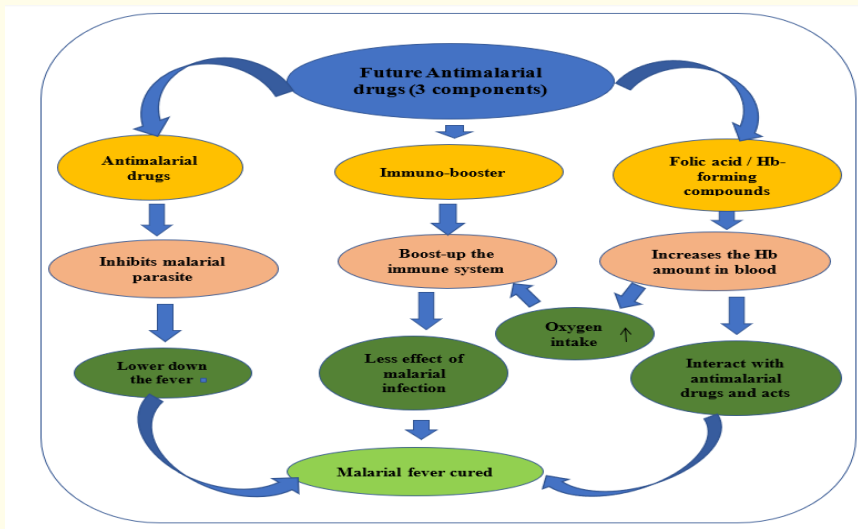 Future Antimalarial
drugs (3 components)
Antimalarial
drugs
Immuno-booster
Folic acid / Hb-
forming
compounds
Inhibits malarial
parasite
Boost-up the
immune system
Increases the Hb
amount in blood
Oxygen
intake ↑
Lower down
the fever
Less effect of
malarial
infection
Interact with
antimalarial
drugs and acts
Malarial fever cured